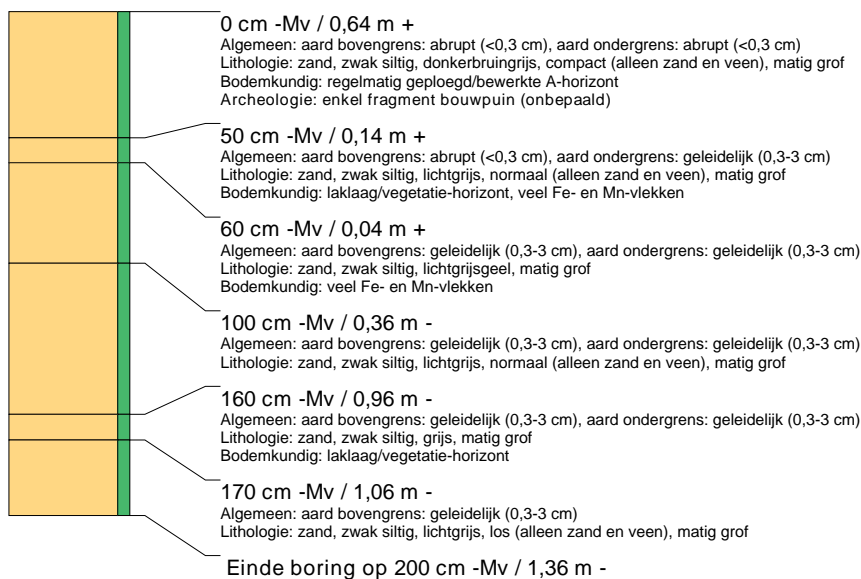 0 cm -Mv / 0,64 m +
Algemeen: aard bovengrens: abrupt (<0,3 cm), aard ondergrens: abrupt (<0,3 cm)
Lithologie: zand, zwak siltig, donkerbruingrijs, compact (alleen zand en veen), matig grof
Bodemkundig: regelmatig geploegd/bewerkte A-horizont
Archeologie: enkel fragment bouwpuin (onbepaald)
50 cm -Mv / 0,14 m +
Algemeen: aard bovengrens: abrupt (<0,3 cm), aard ondergrens: geleidelijk (0,3-3 cm)
Lithologie: zand, zwak siltig, lichtgrijs, normaal (alleen zand en veen), matig grof
Bodemkundig: laklaag/vegetatie-horizont, veel Fe- en Mn-vlekken
60 cm -Mv / 0,04 m +
Algemeen: aard bovengrens: geleidelijk (0,3-3 cm), aard ondergrens: geleidelijk (0,3-3 cm)
Lithologie: zand, zwak siltig, lichtgrijsgeel, matig grof
Bodemkundig: veel Fe- en Mn-vlekken
100 cm -Mv / 0,36 m -
Algemeen: aard bovengrens: geleidelijk (0,3-3 cm), aard ondergrens: geleidelijk (0,3-3 cm)
Lithologie: zand, zwak siltig, lichtgrijs, normaal (alleen zand en veen), matig grof
160 cm -Mv / 0,96 m -
Algemeen: aard bovengrens: geleidelijk (0,3-3 cm), aard ondergrens: geleidelijk (0,3-3 cm)
Lithologie: zand, zwak siltig, grijs, matig grof
Bodemkundig: laklaag/vegetatie-horizont
170 cm -Mv / 1,06 m -
Algemeen: aard bovengrens: geleidelijk (0,3-3 cm)
Lithologie: zand, zwak siltig, lichtgrijs, los (alleen zand en veen), matig grof
Einde boring op 200 cm -Mv / 1,36 m -